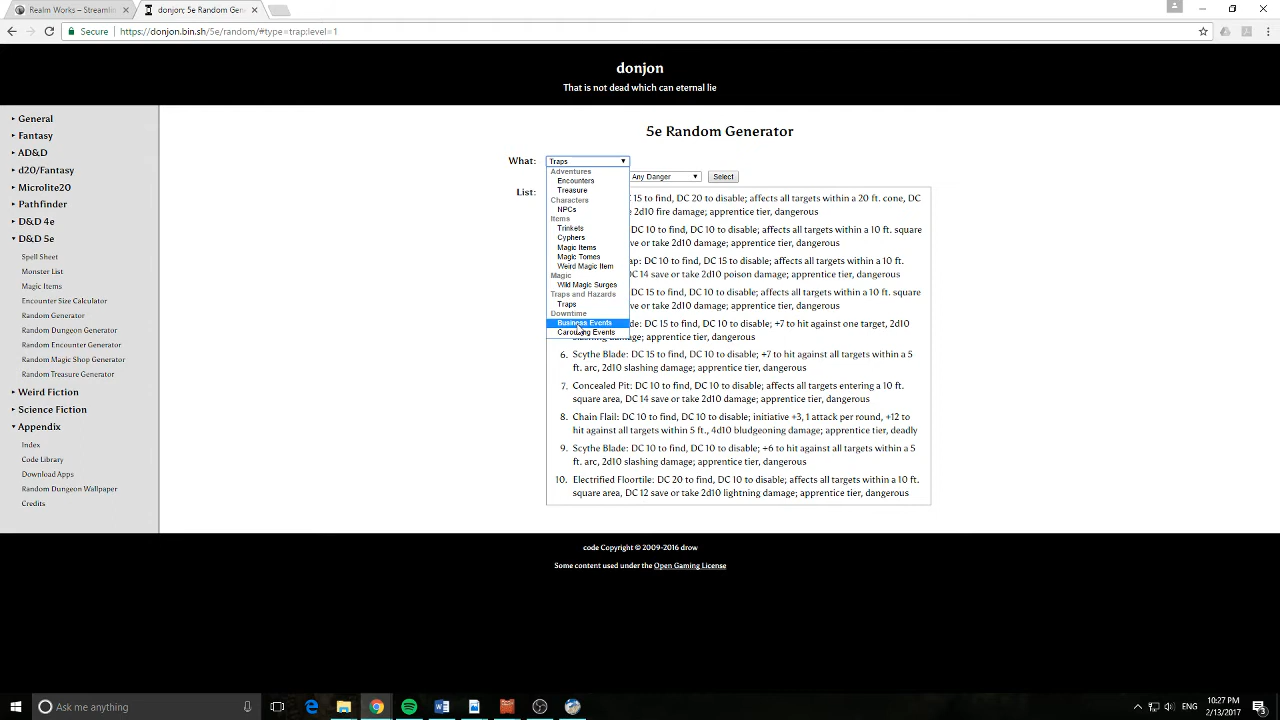 Realm Works – Streamlin
donjon; 5e Random Gene
Secure
https://donjon.bin.sh/5e/random/#type=trap;level=1
donjon
That is not dead which can eternal lie
General
Fantasy
AD&D
d20/Fantasy
Microlite20
Pathfinder
D&D 4e
D&D 5e
Spell Sheet
Monster List
Magic Items
Encounter Size Calculator
Random Generator
Random Dungeon Generator
Random Encounter Generator
Random Magic Shop Generator
Random Treasure Generator
Weird Fiction
Science Fiction
Appendix
Index
Code Library
Download Apps
Random Dungeon Wallpaper
Credits
5e Random Generator
What: Traps
Any Danger Select
List:
Adventures
Encounters
Treasure
Characters
NPCs
Items
Trinkets
Cyphers
Magic Items
Magic Tomes
Weird Magic Item
Magic
Wild Magic Surges
Traps and Hazards
Traps
Downtime
Business Events
Carousing Events
15 to find, DC 20 to disable; affects all targets within a 20 ft. cone, DC
2d10 fire damage; apprentice tier, dangerous
DC 10 to find, DC 10 to disable; affects all targets within a 10 ft. square
ve or take 2d10 damage; apprentice tier, dangerous
ap: DC 10 to find, DC 15 to disable; affects all targets within a 10 ft.
DC 14 save or take 2d10 poison damage; apprentice tier, dangerous
15 to find, DC 10 to disable; affects all targets within a 10 ft. square
ve or take 2d10 damage; apprentice tier, dangerous
de: DC 15 to find, DC 10 to disable; +7 to hit against one target, 2d10
slashing damage; apprentice tier, dangerous
6. Scythe Blade: DC 15 to find, DC 10 to disable; +7 to hit against all targets within a 5
ft. arc, 2d10 slashing damage; apprentice tier, dangerous
7. Concealed Pit: DC 10 to find, DC 10 to disable; affects all targets entering a 10 ft.
square area, DC 14 save or take 2d10 damage; apprentice tier, dangerous
8. Chain Flail: DC 10 to find, DC 10 to disable; initiative +3, 1 attack per round, +12 to
hit against all targets within 5 ft., 4d10 bludgeoning damage; apprentice tier, deadly
9. Scythe Blade: DC 10 to find, DC 10 to disable; +6 to hit against all targets within a 5
ft. arc, 2d10 slashing damage; apprentice tier, dangerous
10. Electrified Floortile: DC 20 to find, DC 10 to disable; affects all targets within a 10 ft.
square area, DC 12 save or take 2d10 lightning damage; apprentice tier, dangerous
code Copyright © 2009-2016 drow
Some content used under the Open Gaming License
Ask me anything
ENG
10:27 PM
2/13/2017
3